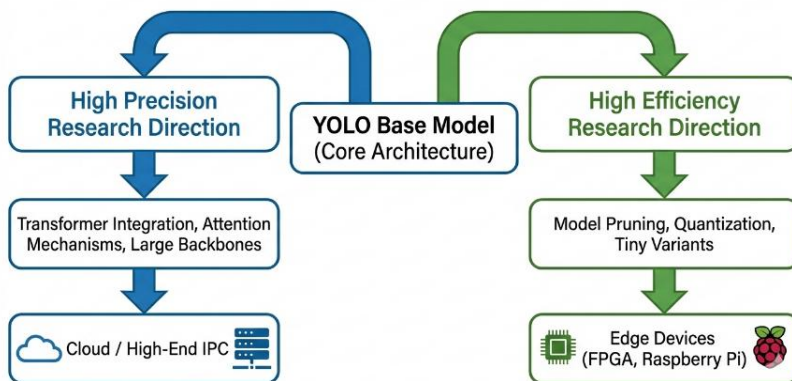 High Precision
Research Direction
YOLO Base Model
(Core Architecture)
High Efficiency
Research Direction
Transformer Integration, Attention
Mechanisms, Large Backbones
Model Pruning, Quantization,
Tiny Variants
Cloud / High-End IPC
Edge Devices
(FPGA, Raspberry Pi)